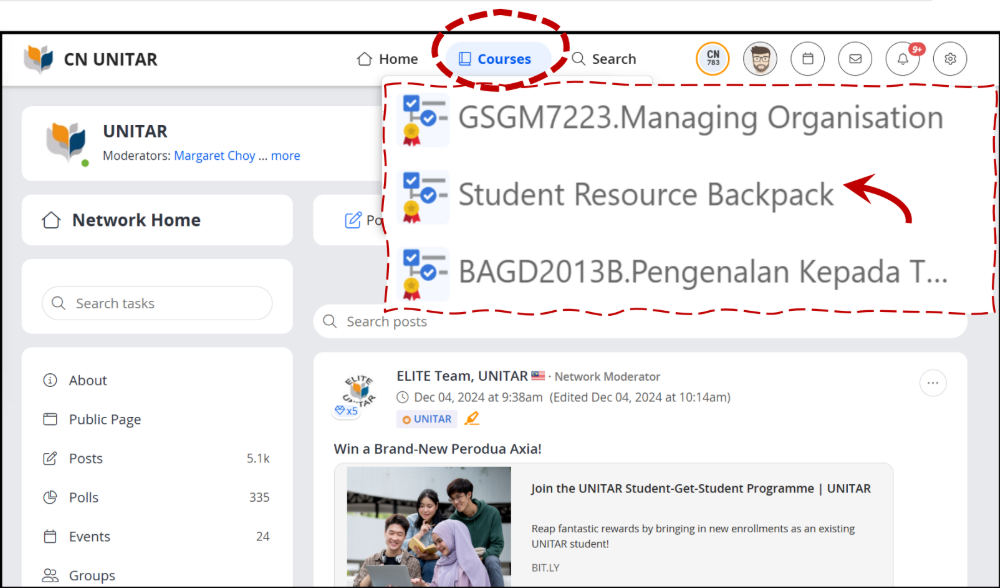 CN UNITAR
Home
Courses
Search
CN
783
9+
UNITAR
Moderators: Margaret Choy ... more
GSGM7223.Managing Organisation
Student Resource Backpack
BAGD2013B.Pengenalan Kepada T...
Network Home
Po
Search tasks
Search posts
About
Public Page
Posts 5.1k
Polls 335
Events 24
Groups
ELITE
UNITAR
x5
ELITE Team, UNITAR · Network Moderator
Dec 04, 2024 at 9:38am (Edited Dec 04, 2024 at 10:14am)
UNITAR
Win a Brand-New Perodua Axia!
Join the UNITAR Student-Get-Student Programme | UNITAR
Reap fantastic rewards by bringing in new enrollments as an existing
UNITAR student!
BIT.LY